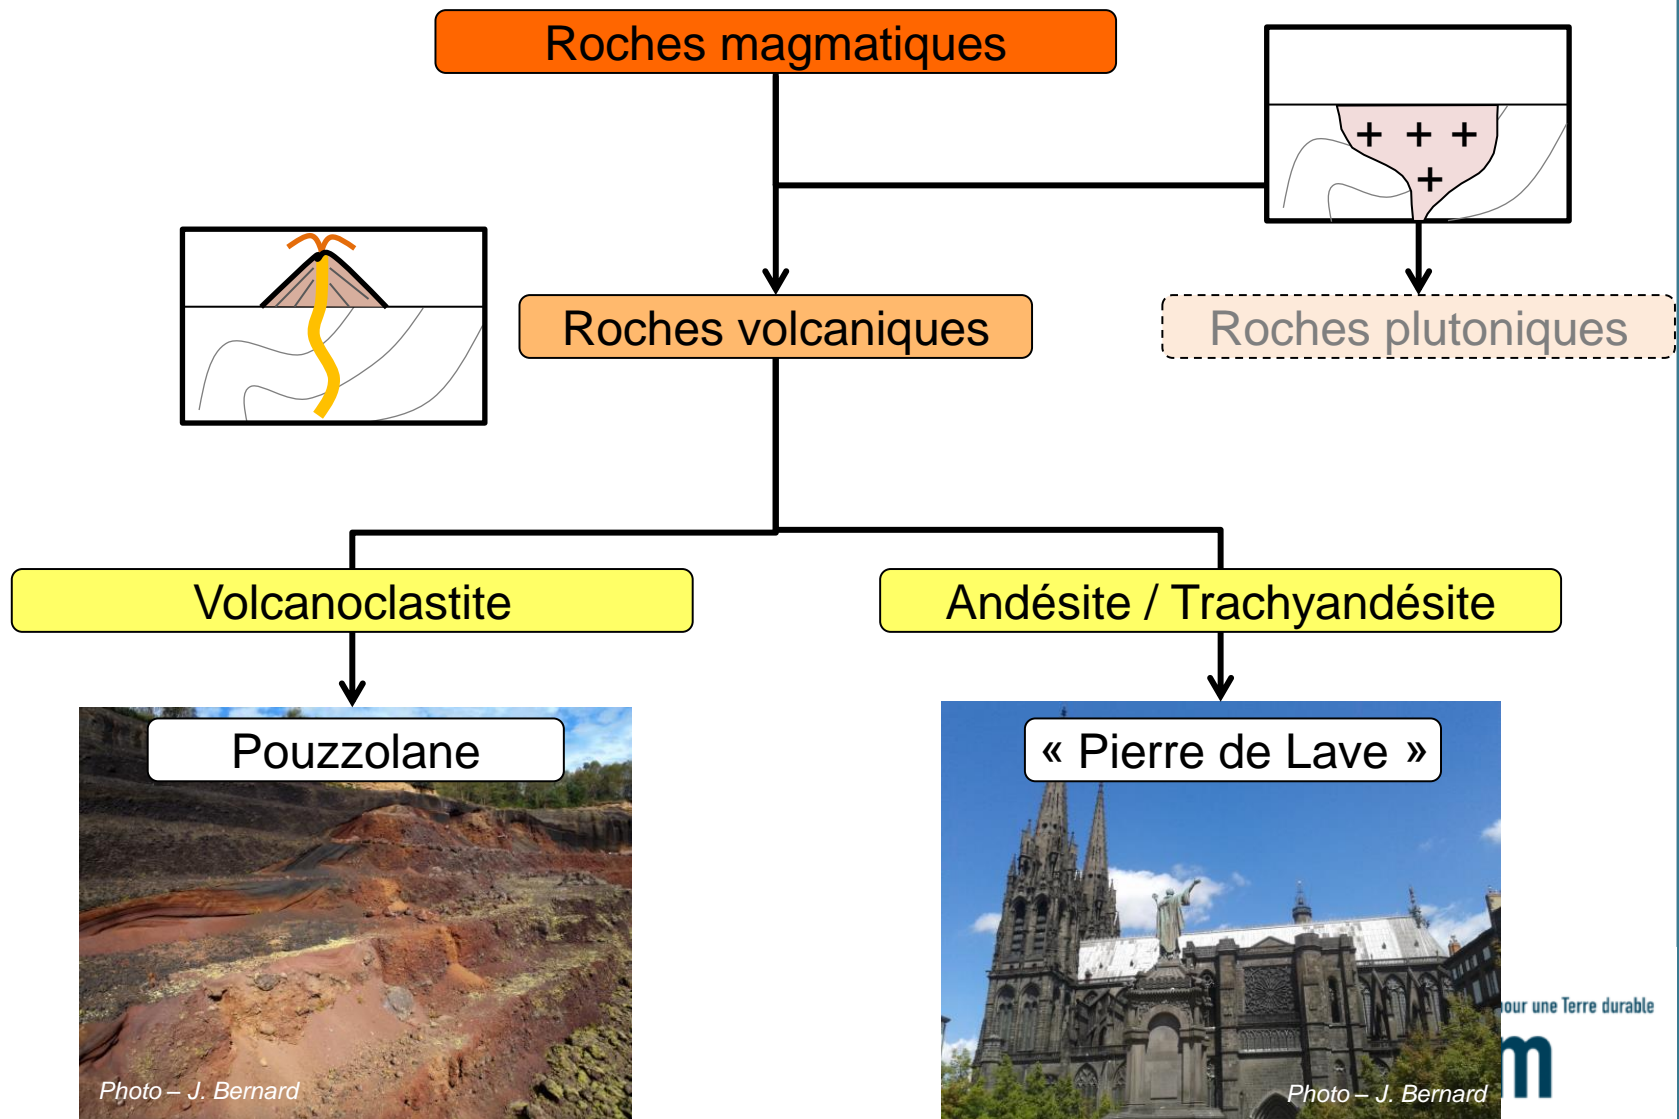 Roches magmatiques
Roches volcaniques
Roches plutoniques
Volcanoclastite
Andésite / Trachyandésite
Pouzzolane
« Pierre de Lave »
pour une Terre durable
m
Photo – J. Bernard
Photo – J. Bernard